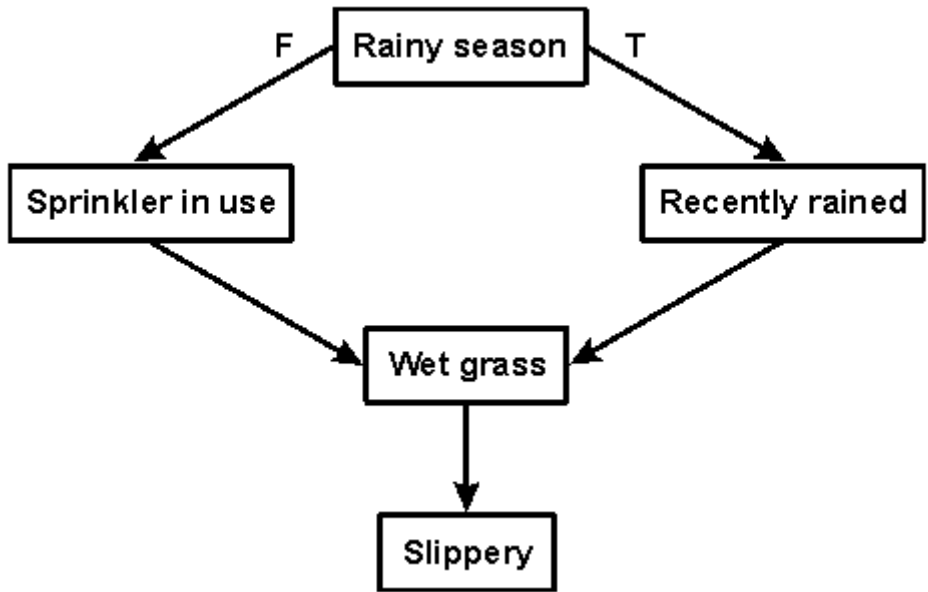 F
Rainy season
T
Sprinkler in use
Recently rained
Wet grass
Slippery